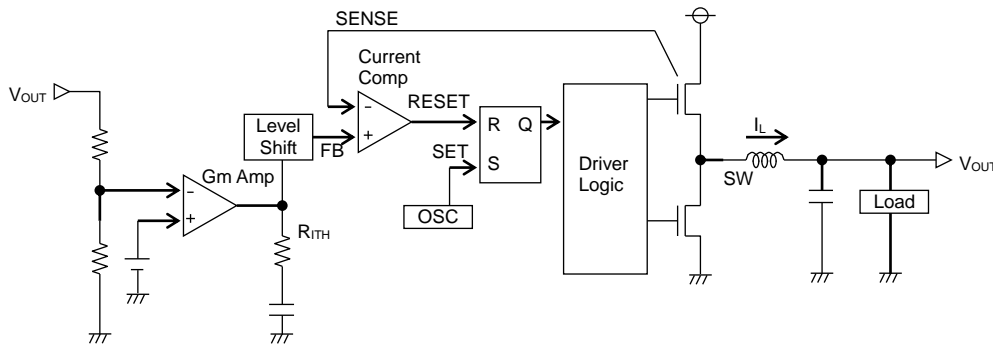 SENSE
Current
Comp
VOUT
RESET
Level
Shift
FB
R Q
S
SET
OSC
Gm Amp
RITH
Driver
Logic
IL
SW
VOUT
Load